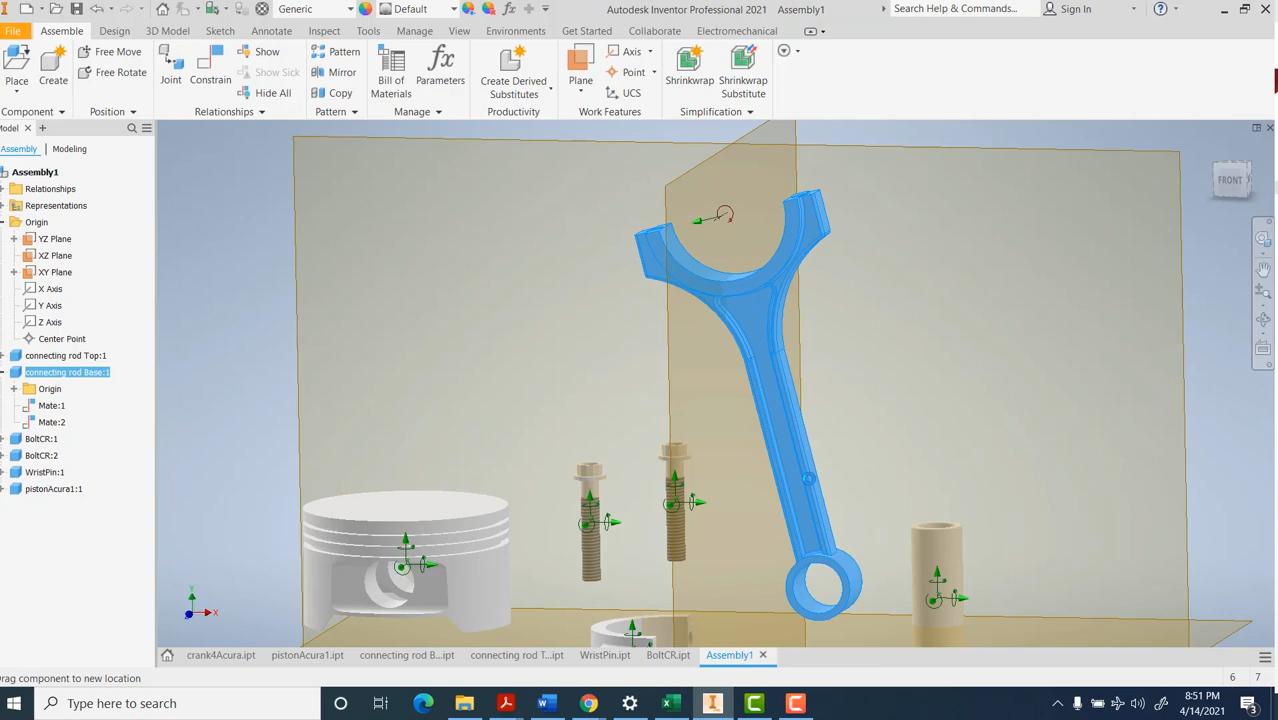 Generic
Default
Autodesk Inventor Professional 2021
Assembly1
Search Help & Commands...
Sign In
File
Assemble
Design
3D Model
Sketch
Annotate
Inspect
Tools
Manage
View
Environments
Get Started
Collaborate
Electromechanical
Place
Create
Free Move
Free Rotate
Joint
Constrain
Show
Show Sick
Hide All
Pattern
Mirror
Copy
Bill of
Materials
Parameters
Create Derived
Substitutes
Plane
Axis
Point
UCS
Shrinkwrap
Shrinkwrap
Substitute
Component
Position
Relationships
Pattern
Manage
Productivity
Work Features
Simplification
Model
Assembly
Modeling
Assembly1
Relationships
Representations
Origin
YZ Plane
XZ Plane
XY Plane
X Axis
Y Axis
Z Axis
Center Point
connecting rod Top:1
connecting rod Base:1
Origin
Mate:1
Mate:2
BoltCR:1
BoltCR:2
WristPin:1
pistonAcura1:1
FRONT
Y
X
crank4Acura.ipt
pistonAcura1.ipt
connecting rod B...ipt
connecting rod T...ipt
WristPin.ipt
BoltCR.ipt
Assembly1
Drag component to new location
6
7
Type here to search
8:51 PM
4/14/2021
3